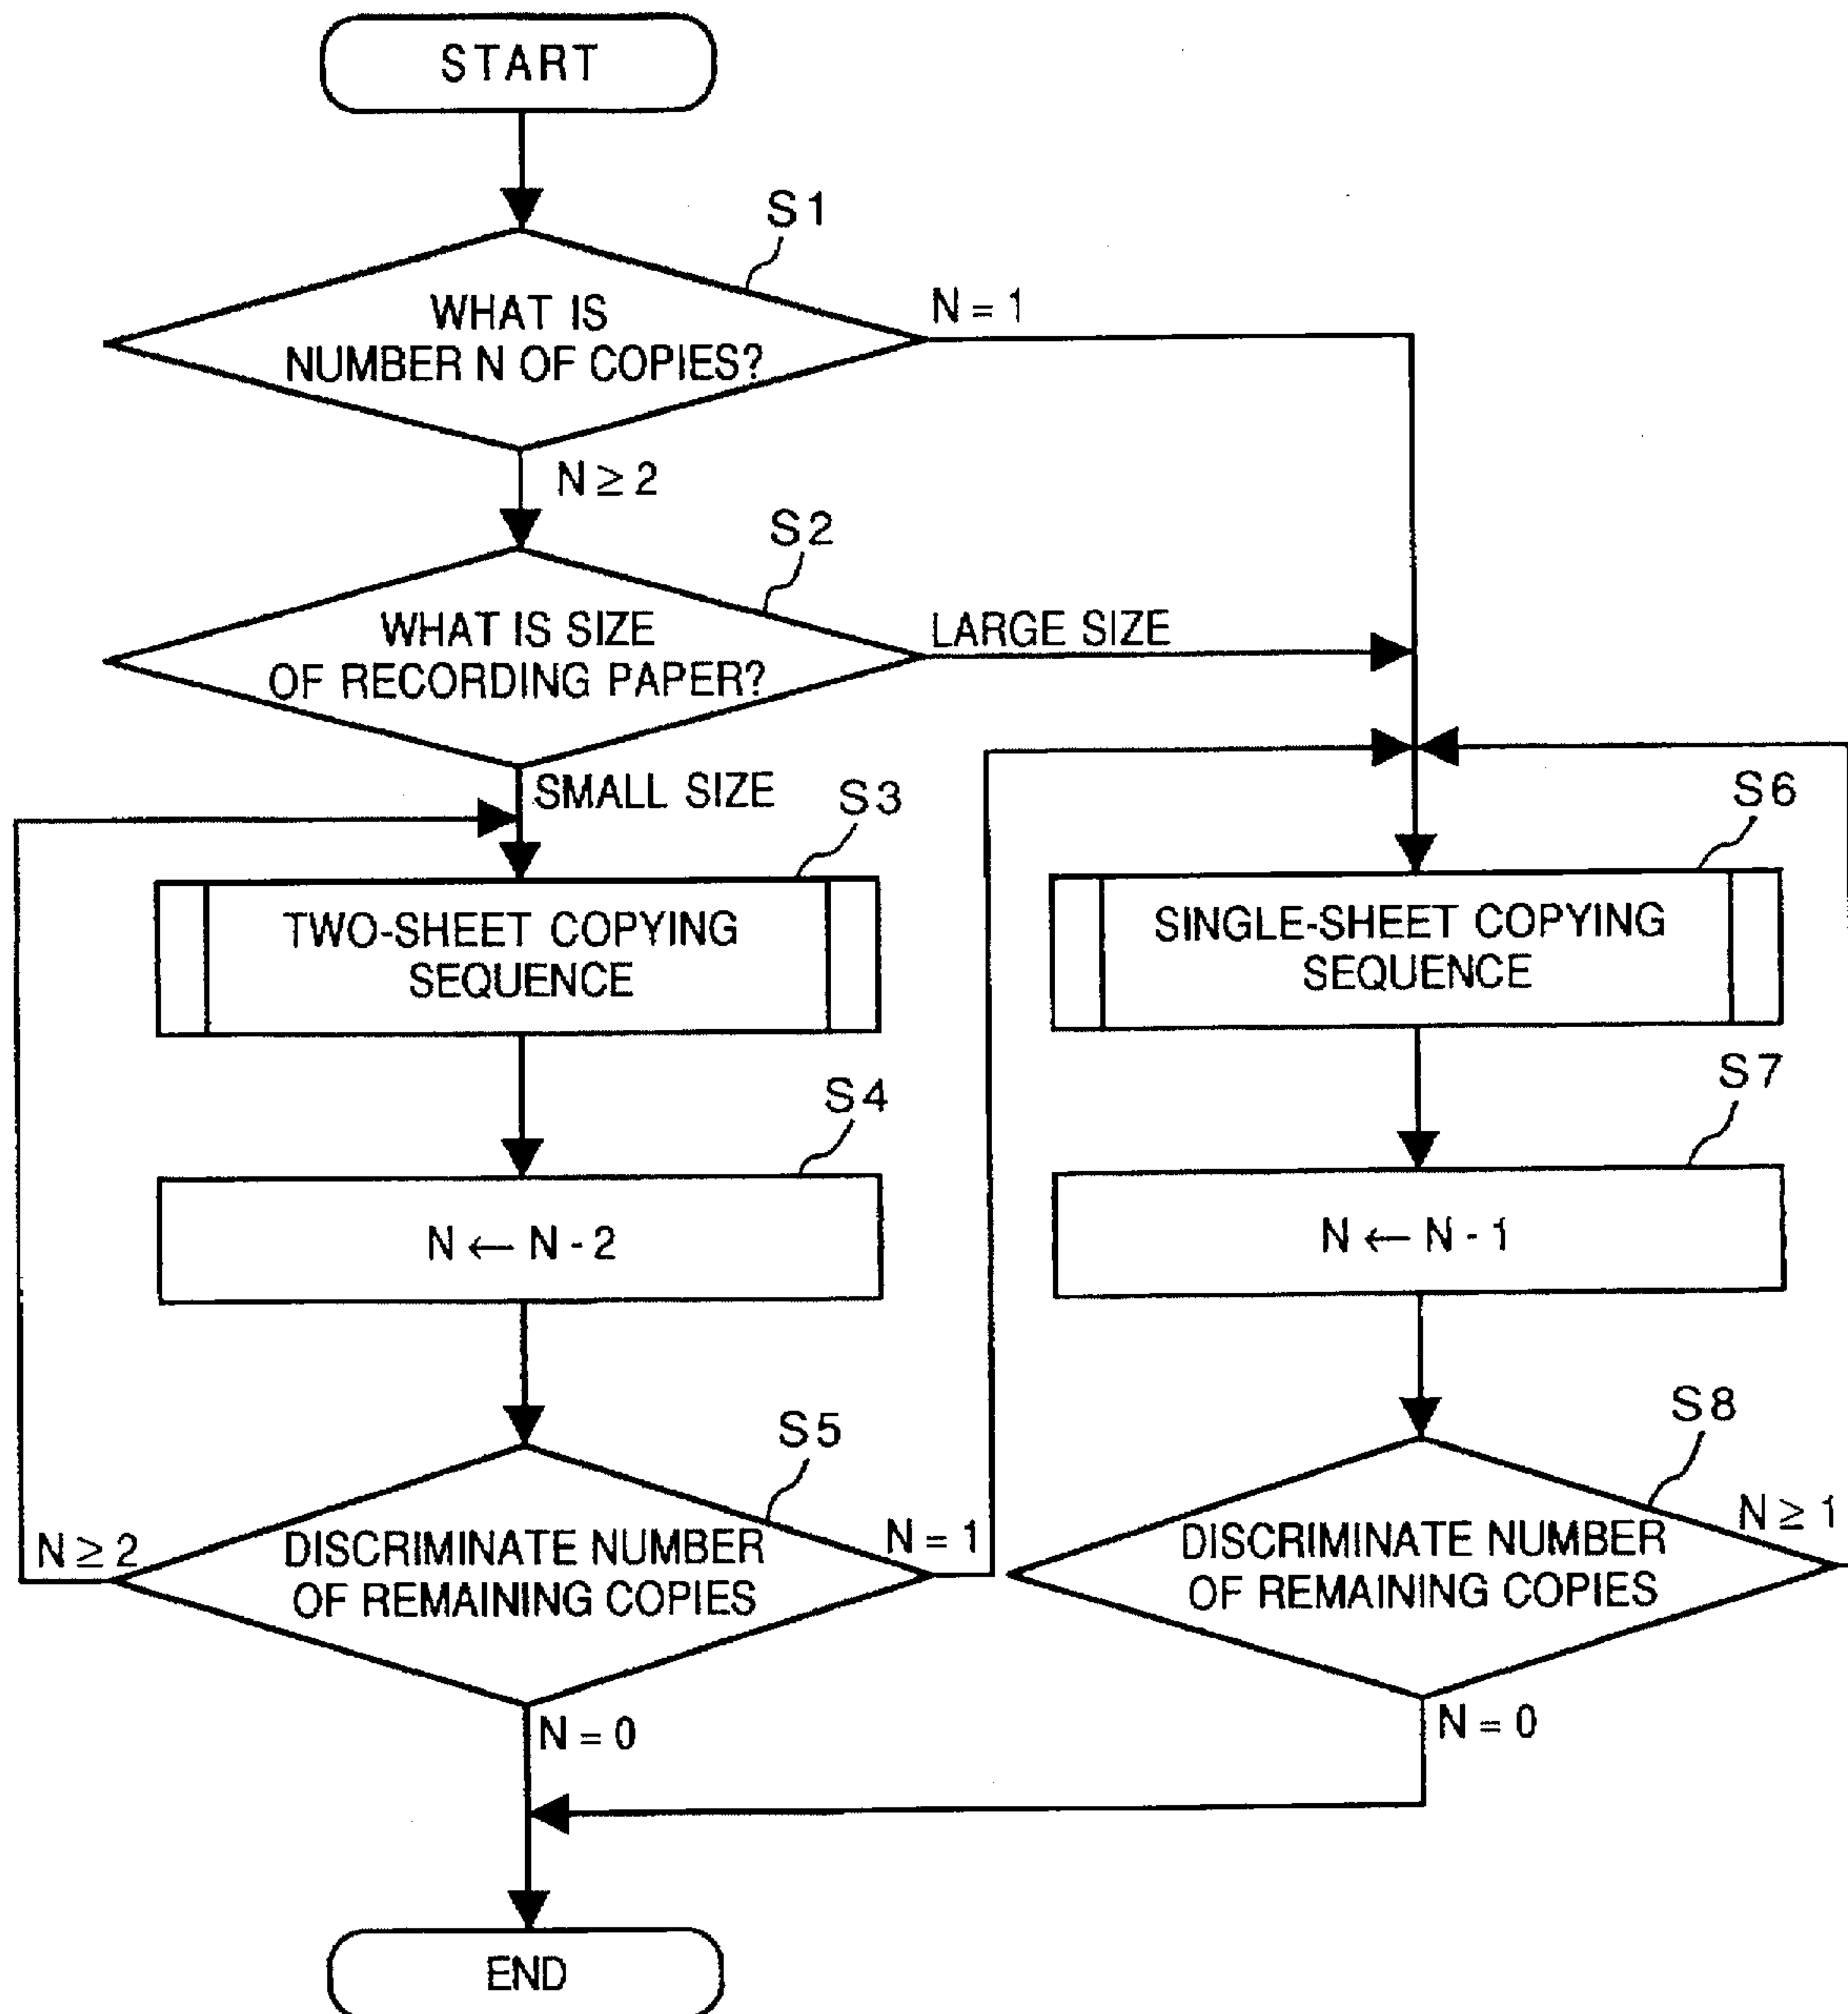 START
S1
WHAT IS
NUMBER N OF COPIES?
N = 1
N ≥ 2
S2
WHAT IS SIZE
OF RECORDING PAPER?
LARGE SIZE
SMALL SIZE
S3
TWO-SHEET COPYING
SEQUENCE
S6
SINGLE-SHEET COPYING
SEQUENCE
S4
N ← N - 2
S7
N ← N - 1
S5
DISCRIMINATE NUMBER
OF REMAINING COPIES
N ≥ 2
N = 1
N = 0
S8
DISCRIMINATE NUMBER
OF REMAINING COPIES
N ≥ 1
N = 0
END